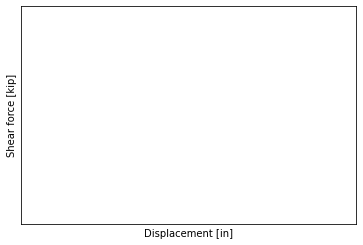 Shear force [kip]
Displacement [in]